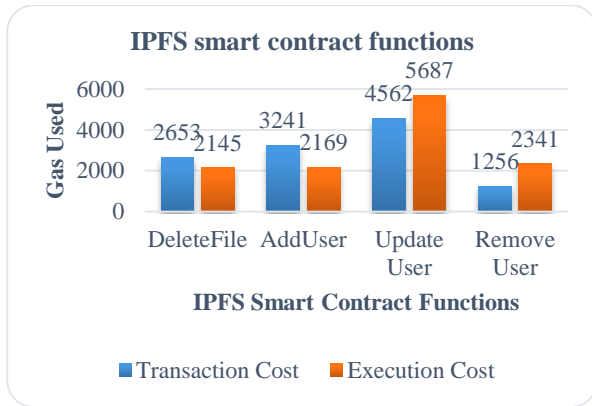 IPFS smart contract functions
Gas Used
6000
4000
2000
0
2653
2145
3241
2169
4562
5687
1256
2341
DeleteFile
AddUser
Update
User
Remove
User
IPFS Smart Contract Functions
Transaction Cost
Execution Cost